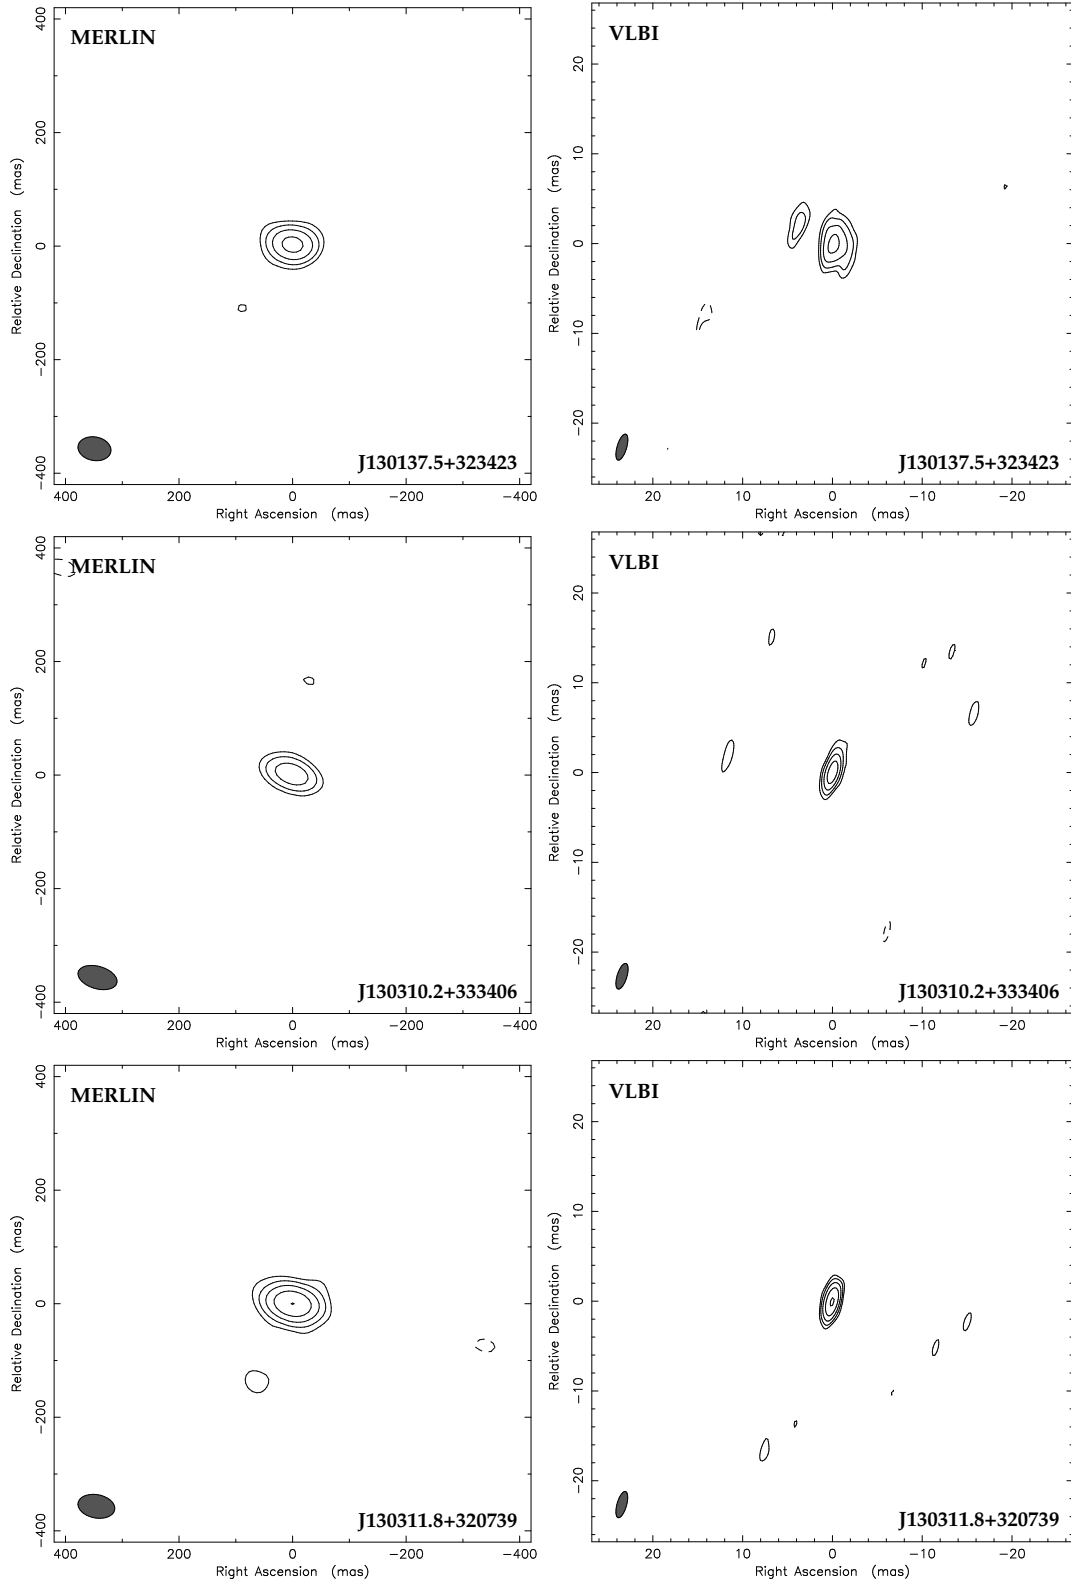 MERLIN
Relative Declination (mas)
400
200
0
−200
−400
J130137.5+323423
400 200 0 −200 −400
Right Ascension (mas)
VLBI
Relative Declination (mas)
20
10
0
−10
−20
J130137.5+323423
20 10 0 −10 −20
Right Ascension (mas)
MERLIN
Relative Declination (mas)
400
200
0
−200
−400
J130310.2+333406
400 200 0 −200 −400
Right Ascension (mas)
VLBI
Relative Declination (mas)
20
10
0
−10
−20
J130310.2+333406
20 10 0 −10 −20
Right Ascension (mas)
MERLIN
Relative Declination (mas)
400
200
0
−200
−400
J130311.8+320739
400 200 0 −200 −400
Right Ascension (mas)
VLBI
Relative Declination (mas)
20
10
0
−10
−20
J130311.8+320739
20 10 0 −10 −20
Right Ascension (mas)